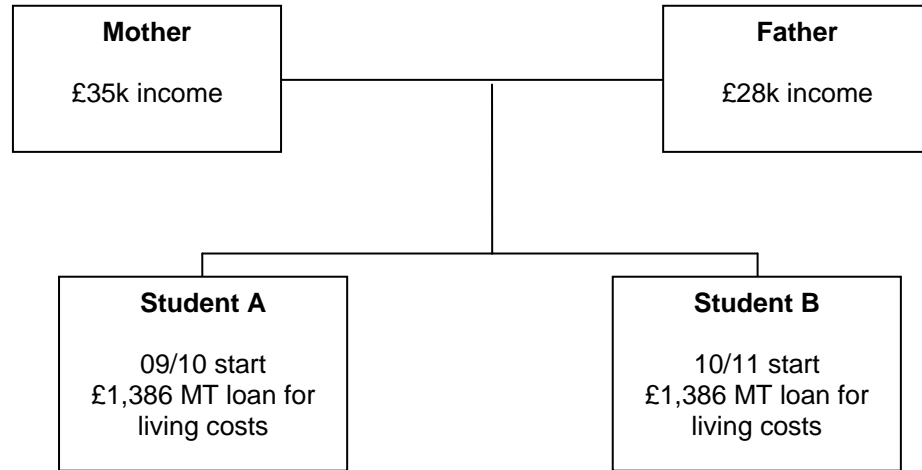 Mother
£35k income
Father
£28k income
Student A
09/10 start
£1,386 MT loan for
living costs
Student B
10/11 start
£1,386 MT loan for
living costs